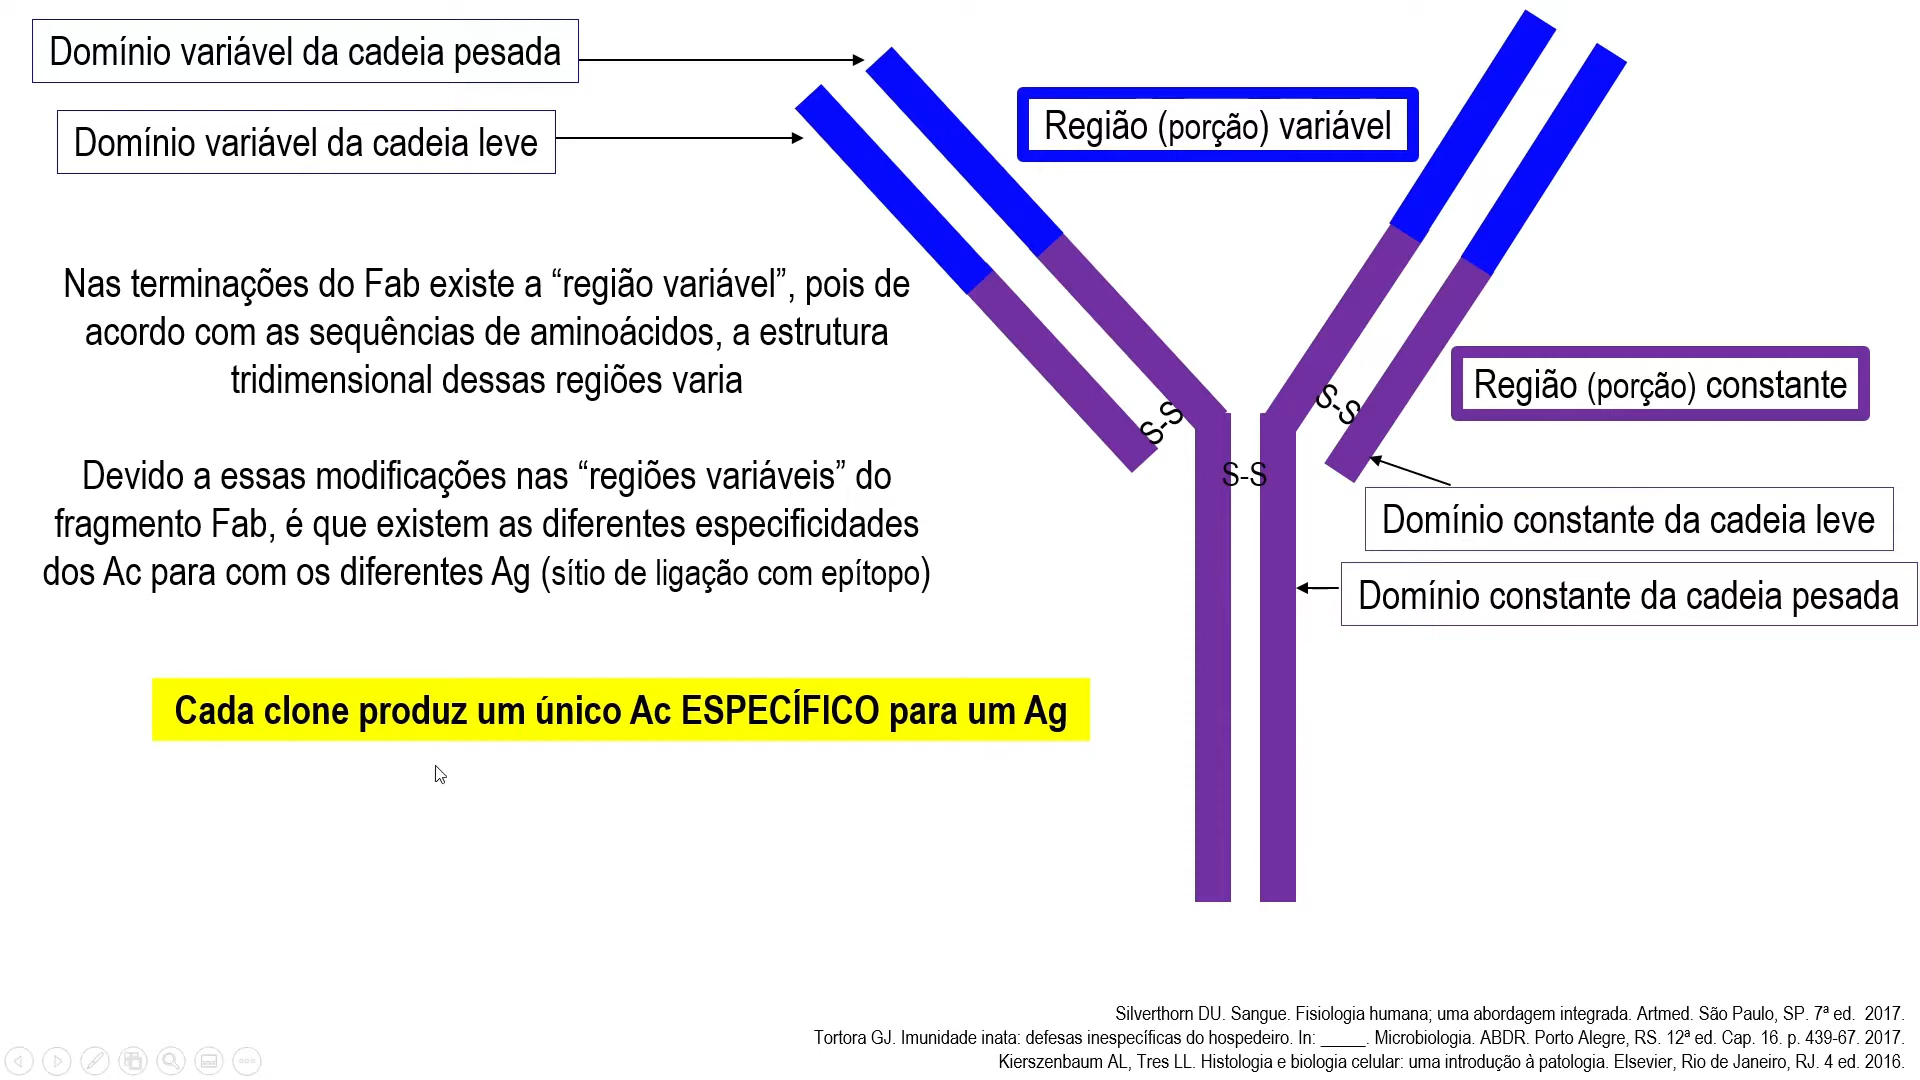 Domínio variável da cadeia pesada
Domínio variável da cadeia leve
Região (porção) variável
Nas terminações do Fab existe a “região variável”, pois de
acordo com as sequências de aminoácidos, a estrutura
tridimensional dessas regiões varia
Região (porção) constante
S-S
S-S
S-S
Devido a essas modificações nas “regiões variáveis” do
fragmento Fab, é que existem as diferentes especificidades
dos Ac para com os diferentes Ag (sítio de ligação com epítopo)
Domínio constante da cadeia leve
Domínio constante da cadeia pesada
Cada clone produz um único Ac ESPECÍFICO para um Ag
Silverthorn DU. Sangue. Fisiologia humana; uma abordagem integrada. Artmed. São Paulo, SP. 7ª ed. 2017.
Tortora GJ. Imunidade inata: defesas inespecíficas do hospedeiro. In: _____. Microbiologia. ABDR. Porto Alegre, RS. 12ª ed. Cap. 16. p. 439-67. 2017.
Kierszenbaum AL, Tres LL. Histologia e biologia celular: uma introdução à patologia. Elsevier, Rio de Janeiro, RJ. 4 ed. 2016.